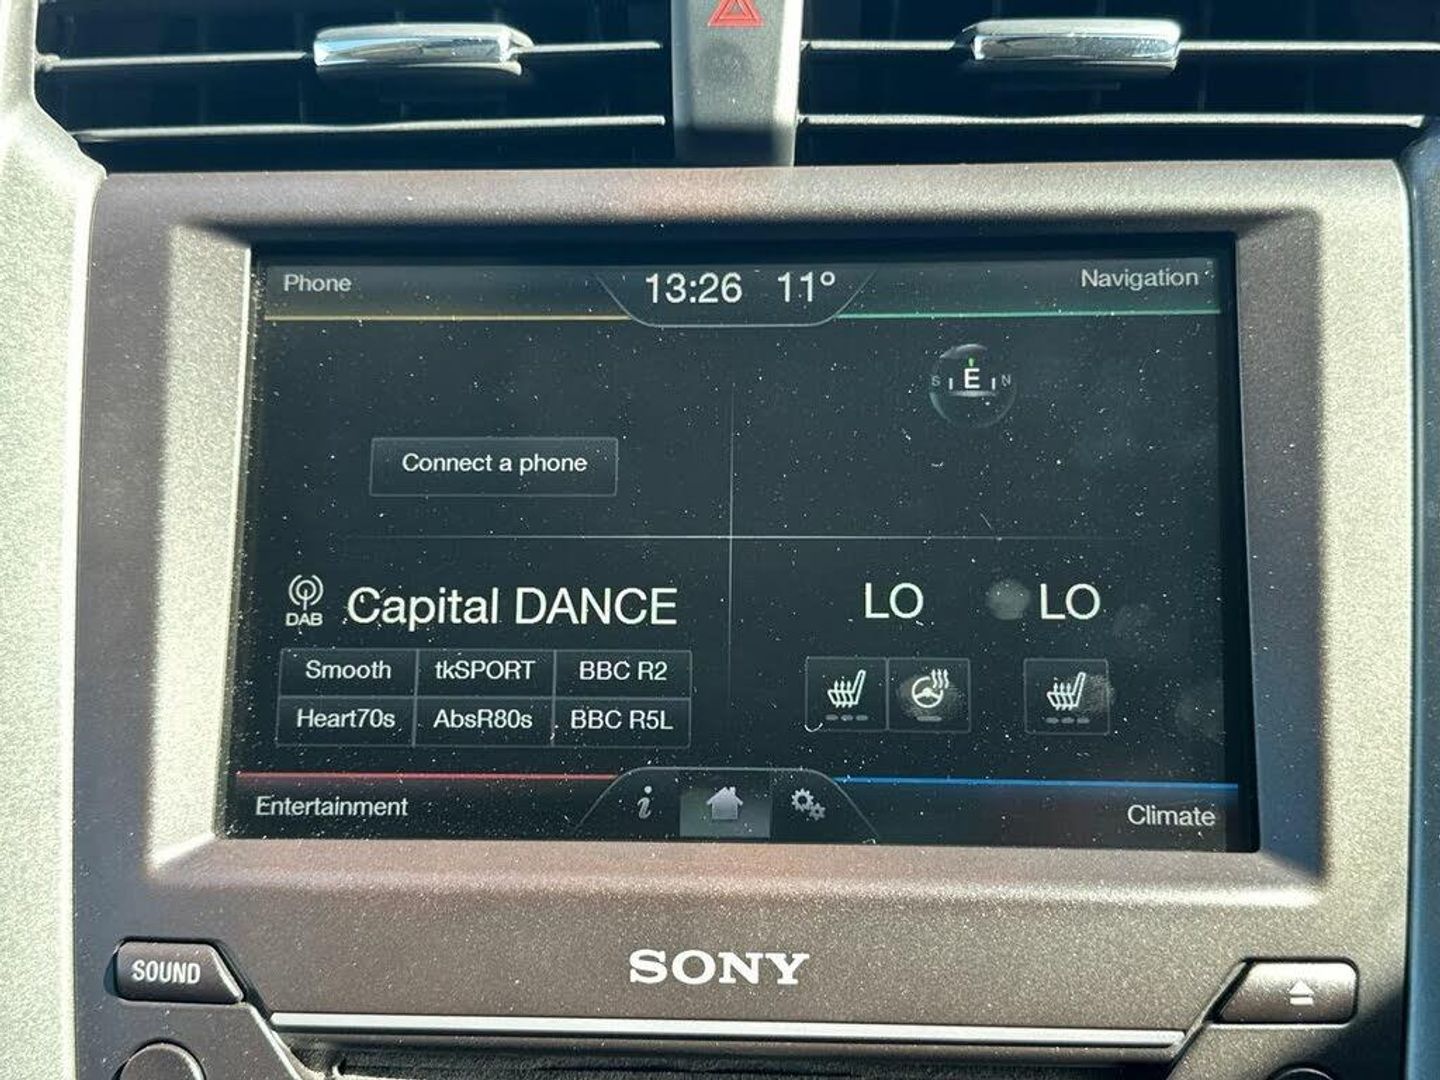 Phone 13:26 11° Navigation
S E N
Connect a phone
DAB Capital DANCE LO LO
Smooth tkSPORT BBC R2
Heart70s AbsR80s BBC R5L
Entertainment i Climate
SOUND SONY